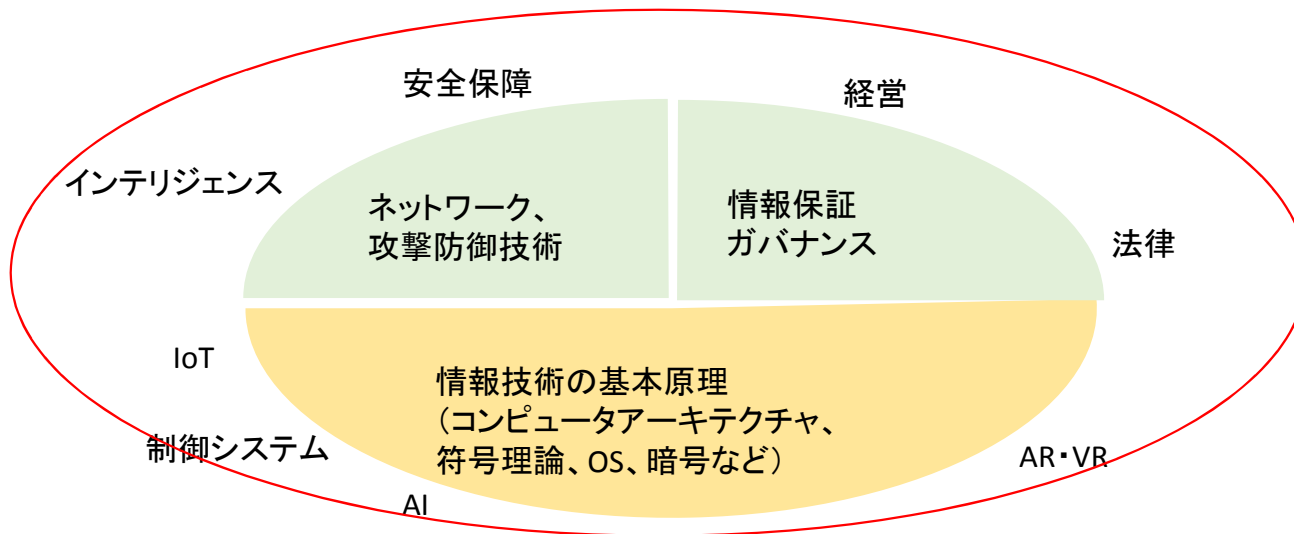 安全保障
経営
インテリジェンス
ネットワーク、
攻撃防御技術
情報保証
ガバナンス
法律
IoT
情報技術の基本原理
（コンピュータアーキテクチャ、
符号理論、OS、暗号など）
制御システム
AR・VR
AI